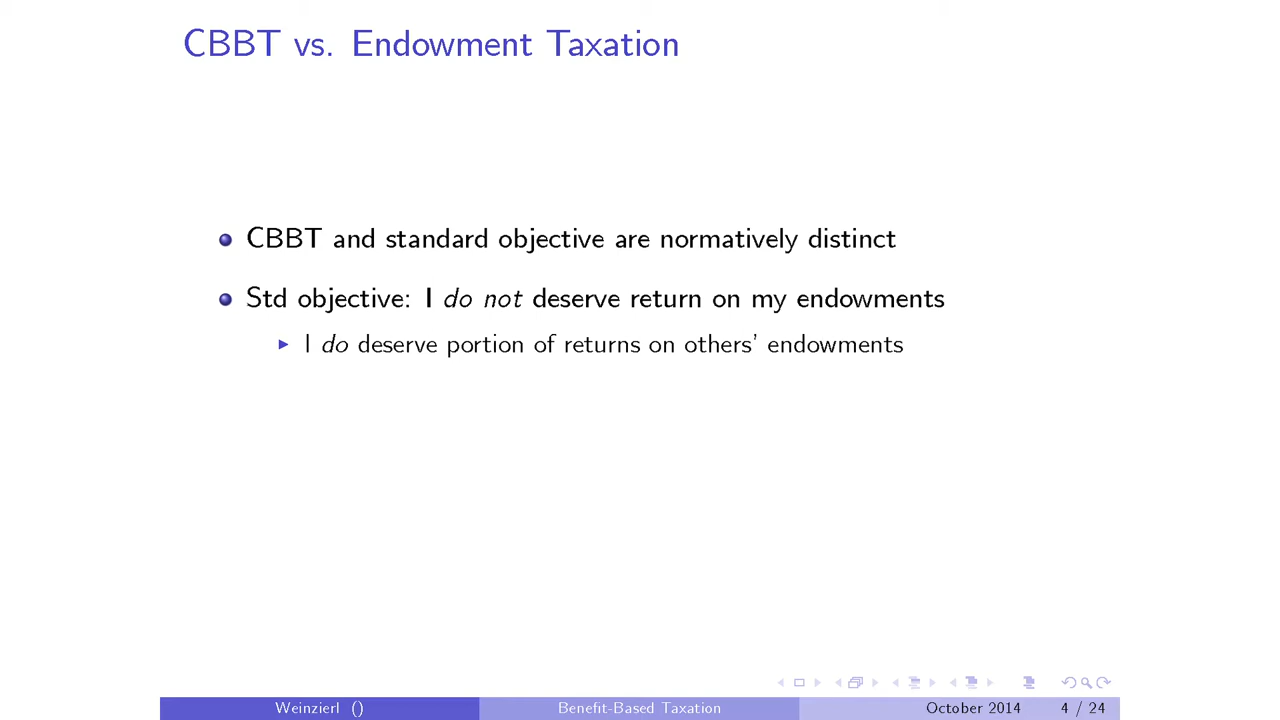 CBBT vs. Endowment Taxation
CBBT and standard objective are normatively distinct
Std objective: I do not deserve return on my endowments
I do deserve portion of returns on others' endowments
Weinzierl () Benefit-Based Taxation October 2014 4 / 24